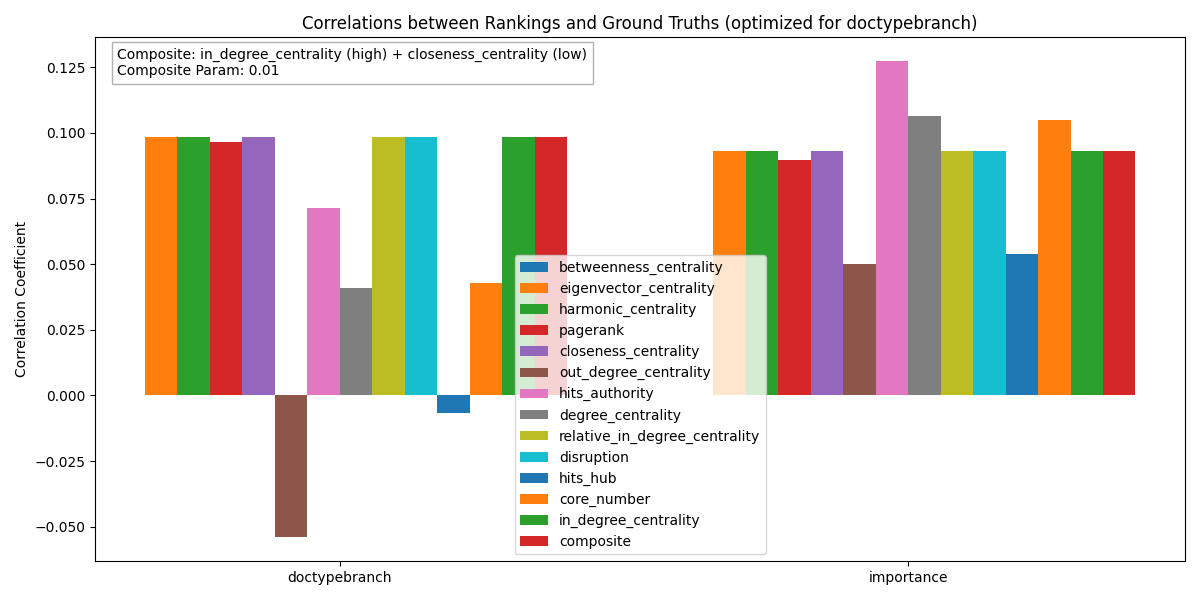 Correlations between Rankings and Ground Truths (optimized for doctypebranch)
Composite: in_degree_centrality (high) + closeness_centrality (low)
Composite Param: 0.01
Correlation Coefficient
0.125
0.100
0.075
0.050
0.025
0.000
−0.025
−0.050
betweenness_centrality
eigenvector_centrality
harmonic_centrality
pagerank
closeness_centrality
out_degree_centrality
hits_authority
degree_centrality
relative_in_degree_centrality
disruption
hits_hub
core_number
in_degree_centrality
composite
doctypebranch
importance